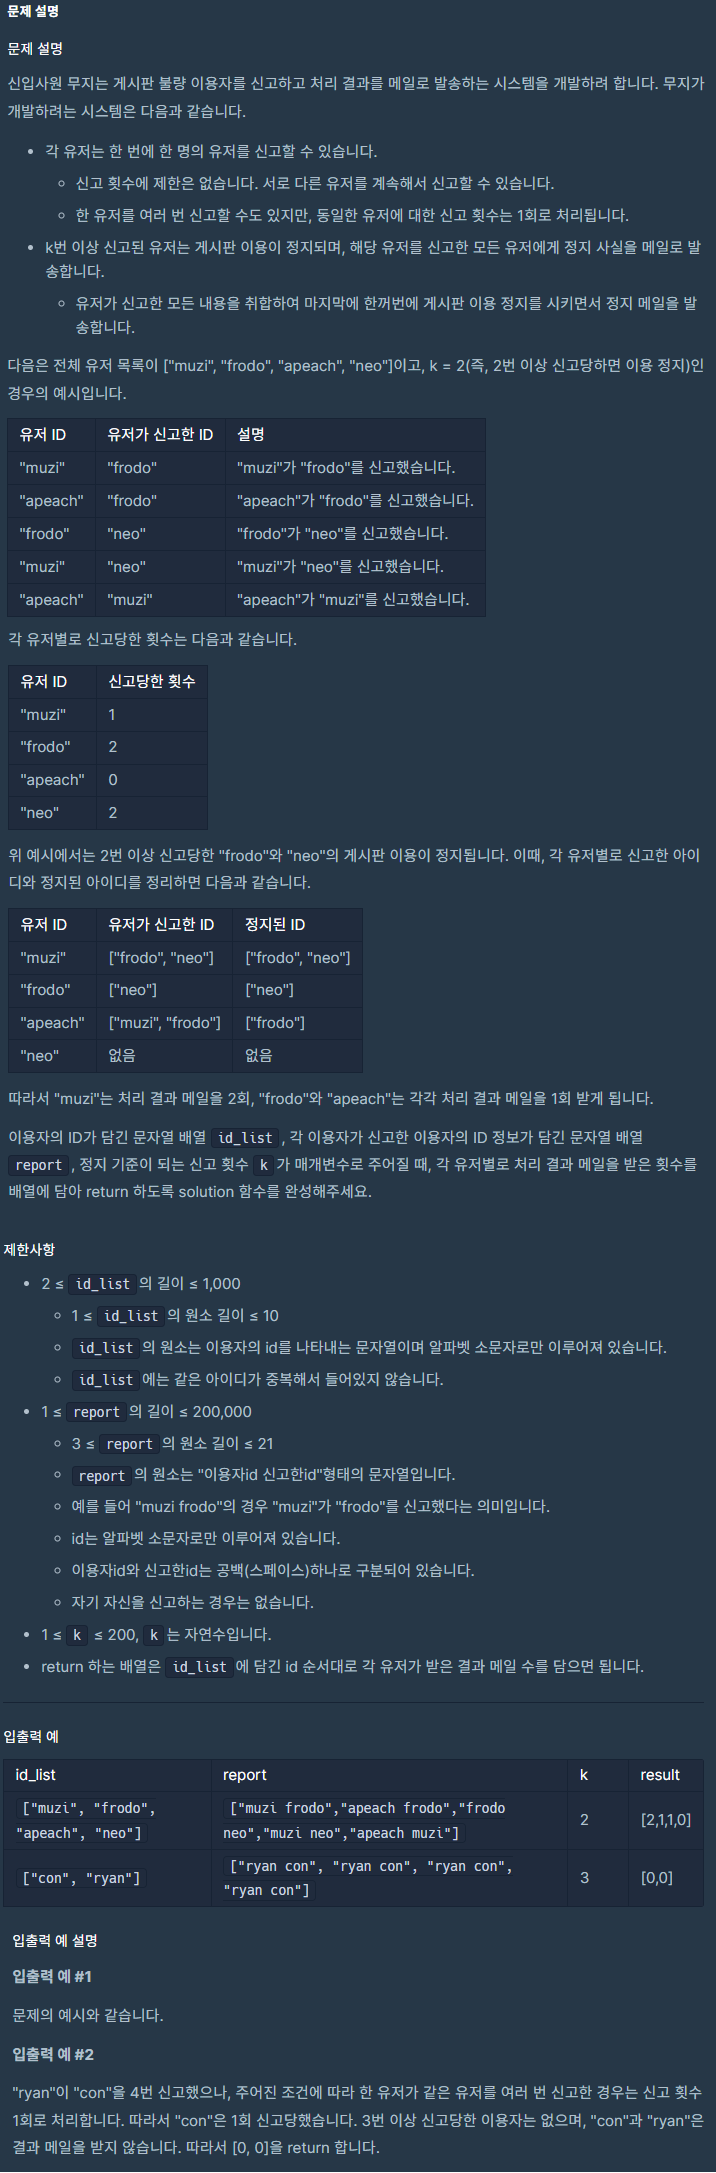 문제 설명
문제 설명
신입사원 무지는 게시판 불량 이용자를 신고하고 처리 결과를 메일로 발송하는 시스템을 개발하려 합니다. 무지가
개발하려는 시스템은 다음과 같습니다.
• 각 유저는 한 번에 한 명의 유저를 신고할 수 있습니다.
◦ 신고 횟수에 제한은 없습니다. 서로 다른 유저를 계속해서 신고할 수 있습니다.
◦ 한 유저를 여러 번 신고할 수도 있지만, 동일한 유저에 대한 신고 횟수는 1회로 처리됩니다.
• k번 이상 신고된 유저는 게시판 이용이 정지되며, 해당 유저를 신고한 모든 유저에게 정지 사실을 메일로 발
송합니다.
◦ 유저가 신고한 모든 내용을 취합하여 마지막에 한꺼번에 게시판 이용 정지를 시키면서 정지 메일을 발
송합니다.
다음은 전체 유저 목록이 ["muzi", "frodo", "apeach", "neo"]이고, k = 2(즉, 2번 이상 신고당하면 이용 정지)인
경우의 예시입니다.
유저 ID 유저가 신고한 ID 설명
"muzi" "frodo" "muzi"가 "frodo"를 신고했습니다.
"apeach" "frodo" "apeach"가 "frodo"를 신고했습니다.
"frodo" "neo" "frodo"가 "neo"를 신고했습니다.
"muzi" "neo" "muzi"가 "neo"를 신고했습니다.
"apeach" "muzi" "apeach"가 "muzi"를 신고했습니다.
각 유저별로 신고당한 횟수는 다음과 같습니다.
유저 ID 신고당한 횟수
"muzi" 1
"frodo" 2
"apeach" 0
"neo" 2
위 예시에서는 2번 이상 신고당한 "frodo"와 "neo"의 게시판 이용이 정지됩니다. 이때, 각 유저별로 신고한 아이
디와 정지된 아이디를 정리하면 다음과 같습니다.
유저 ID 유저가 신고한 ID 정지된 ID
"muzi" ["frodo", "neo"] ["frodo", "neo"]
"frodo" ["neo"] ["neo"]
"apeach" ["muzi", "frodo"] ["frodo"]
"neo" 없음 없음
따라서 "muzi"는 처리 결과 메일을 2회, "frodo"와 "apeach"는 각각 처리 결과 메일을 1회 받게 됩니다.
이용자의 ID가 담긴 문자열 배열 id_list, 각 이용자가 신고한 이용자의 ID 정보가 담긴 문자열 배열
report, 정지 기준이 되는 신고 횟수 k가 매개변수로 주어질 때, 각 유저별로 처리 결과 메일을 받은 횟수를
배열에 담아 return 하도록 solution 함수를 완성해주세요.
제한사항
• 2 ≤ id_list의 길이 ≤ 1,000
◦ 1 ≤ id_list의 원소 길이 ≤ 10
◦ id_list의 원소는 이용자의 id를 나타내는 문자열이며 알파벳 소문자로만 이루어져 있습니다.
◦ id_list에는 같은 아이디가 중복해서 들어있지 않습니다.
• 1 ≤ report의 길이 ≤ 200,000
◦ 3 ≤ report의 원소 길이 ≤ 21
◦ report의 원소는 "이용자id 신고한id"형태의 문자열입니다.
◦ 예를 들어 "muzi frodo"의 경우 "muzi"가 "frodo"를 신고했다는 의미입니다.
◦ id는 알파벳 소문자로만 이루어져 있습니다.
◦ 이용자id와 신고한id는 공백(스페이스)하나로 구분되어 있습니다.
◦ 자기 자신을 신고하는 경우는 없습니다.
• 1 ≤ k ≤ 200, k는 자연수입니다.
• return 하는 배열은 id_list에 담긴 id 순서대로 각 유저가 받은 결과 메일 수를 담으면 됩니다.
입출력 예
id_list report k result
["muzi", "frodo", ["muzi frodo","apeach frodo","frodo
"apeach", "neo"] neo","muzi neo","apeach muzi"] 2 [2,1,1,0]
["con", "ryan"] ["ryan con", "ryan con", "ryan con",
"ryan con"] 3 [0,0]
입출력 예 설명
입출력 예 #1
문제의 예시와 같습니다.
입출력 예 #2
"ryan"이 "con"을 4번 신고했으나, 주어진 조건에 따라 한 유저가 같은 유저를 여러 번 신고한 경우는 신고 횟수
1회로 처리합니다. 따라서 "con"은 1회 신고당했습니다. 3번 이상 신고당한 이용자는 없으며, "con"과 "ryan"은
결과 메일을 받지 않습니다. 따라서 [0, 0]을 return 합니다.